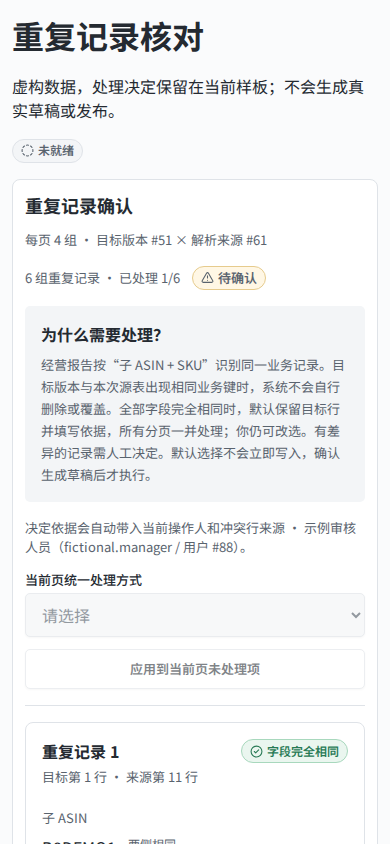 重复记录核对
虚构数据，处理决定保留在当前样板；不会生成真
实草稿或发布。
未就绪
重复记录确认
每页 4 组 · 目标版本 #51 × 解析来源 #61
6 组重复记录 · 已处理 1/6 待确认
为什么需要处理？
经营报告按“子 ASIN + SKU”识别同一业务记录。目
标版本与本次源表出现相同业务键时，系统不会自行
删除或覆盖。全部字段完全相同时，默认保留目标行
并填写依据，所有分页一并处理；你仍可改选。有差
异的记录需人工决定。默认选择不会立即写入，确认
生成草稿后才执行。
决定依据会自动带入当前操作人和冲突行来源 · 示例审核
人员（fictional.manager / 用户 #88）。
当前页统一处理方式
请选择
应用到当前页未处理项
重复记录 1 字段完全相同
目标第 1 行 · 来源第 11 行
子 ASIN